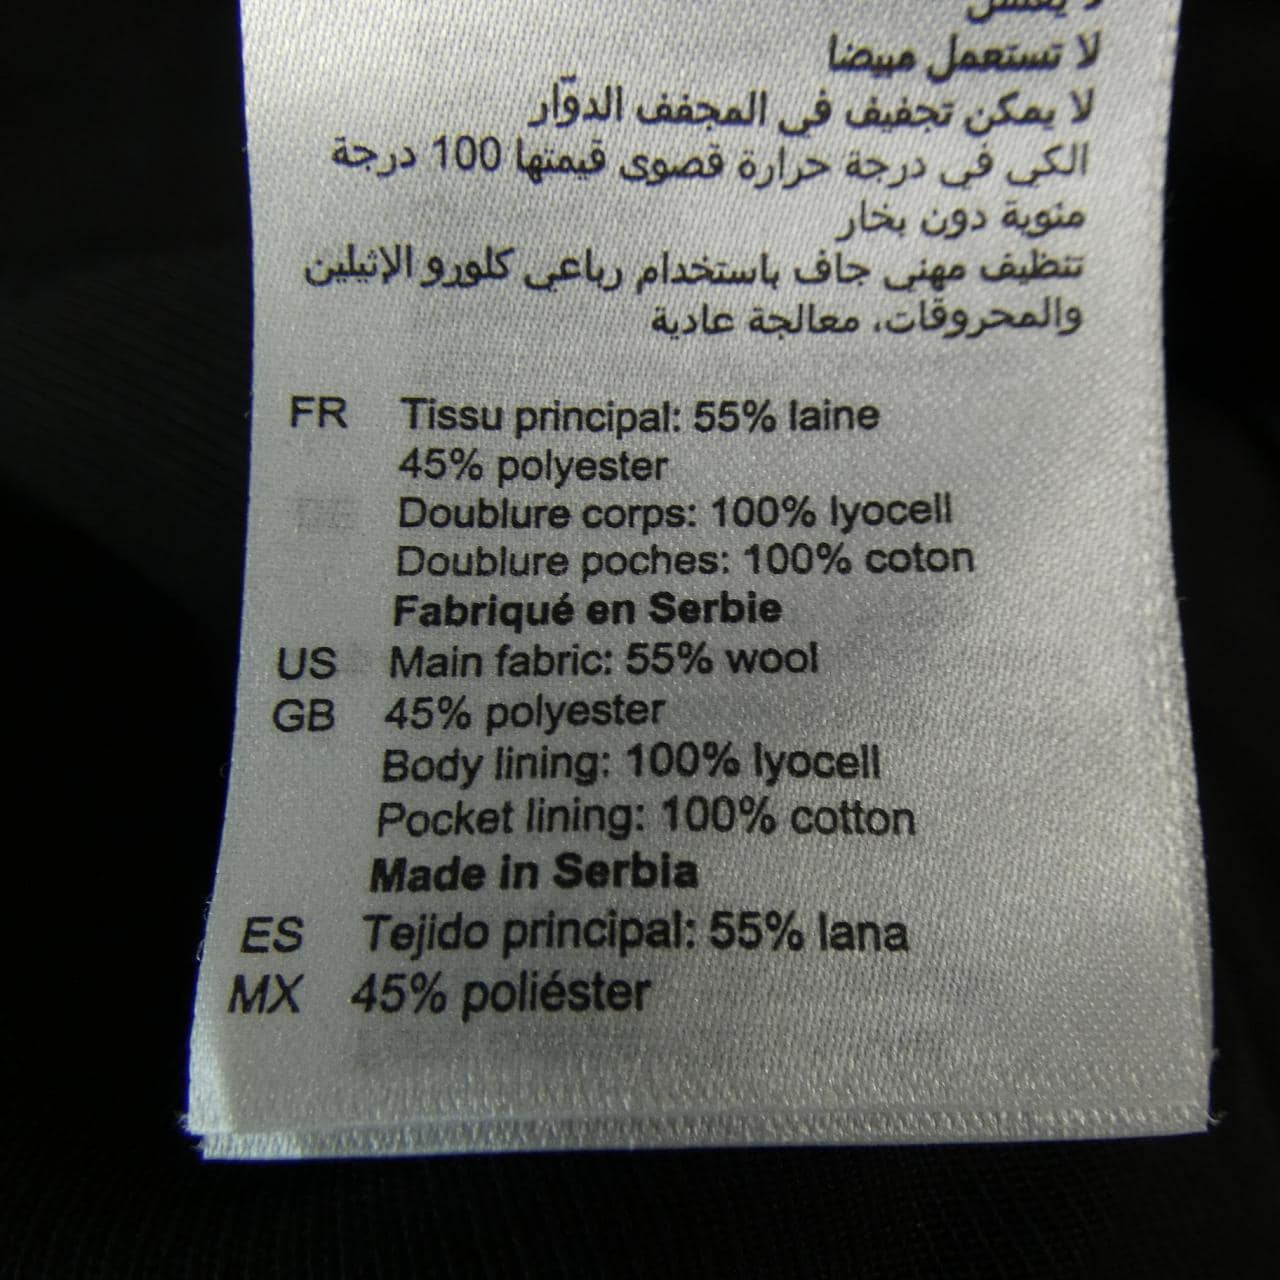 لا تستعمل مبيضا
لا يمكن تجفيف في المجفف الدوّار
الكي في درجة حرارة قصوى قيمتها 100 درجة
مئوية دون بخار
تنظيف مهني جاف باستخدام رباعي كلورو الإثيلين
والمحروقات، معالجة عادية
FR Tissu principal: 55% laine
45% polyester
Doublure corps: 100% lyocell
Doublure poches: 100% coton
Fabriqué en Serbie
US Main fabric: 55% wool
GB 45% polyester
Body lining: 100% lyocell
Pocket lining: 100% cotton
Made in Serbia
ES Tejido principal: 55% lana
MX 45% poliéster